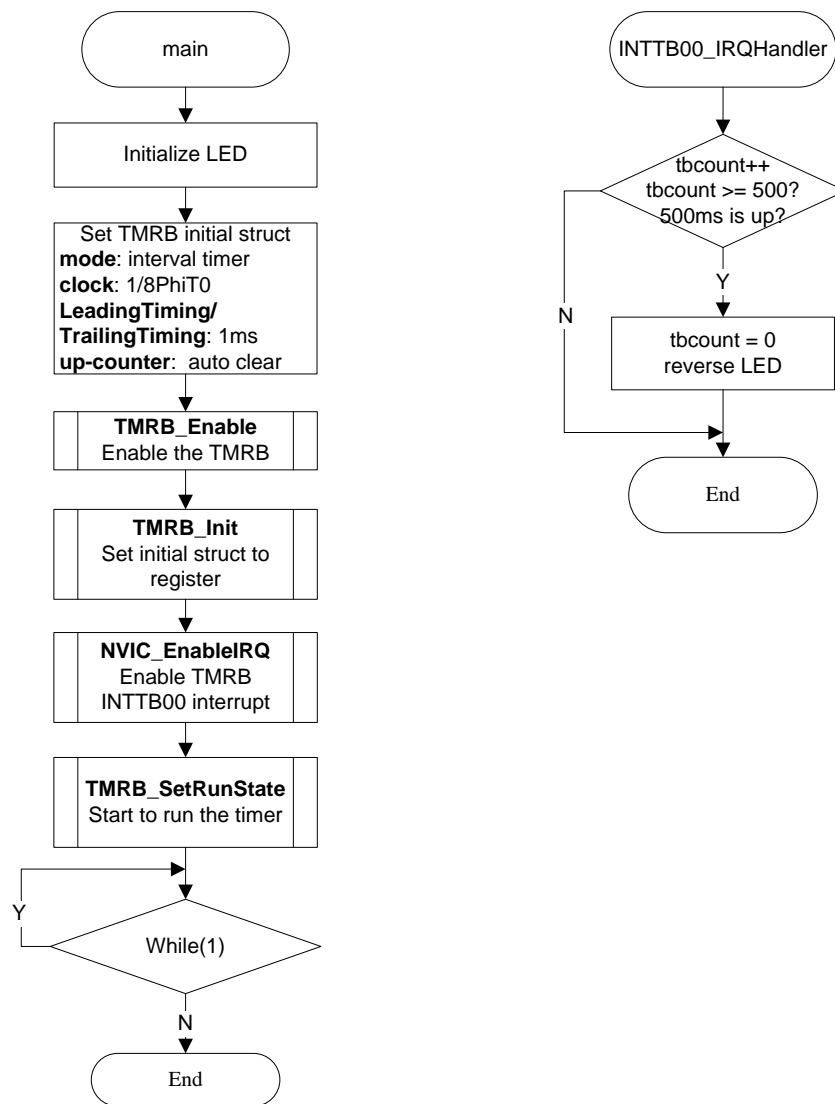 main
Initialize LED
Set TMRB initial struct
mode: interval timer
clock: 1/8PhiT0
LeadingTiming/
TrailingTiming: 1ms
up-counter:  auto clear
TMRB_Enable
Enable the TMRB
TMRB_Init
Set initial struct to
register
NVIC_EnableIRQ
Enable TMRB
INTTB00 interrupt
TMRB_SetRunState
Start to run the timer
Y
While(1)
N
End
INTTB00_IRQHandler
tbcount++
tbcount >= 500?
500ms is up?
Y
N
tbcount = 0
reverse LED
End